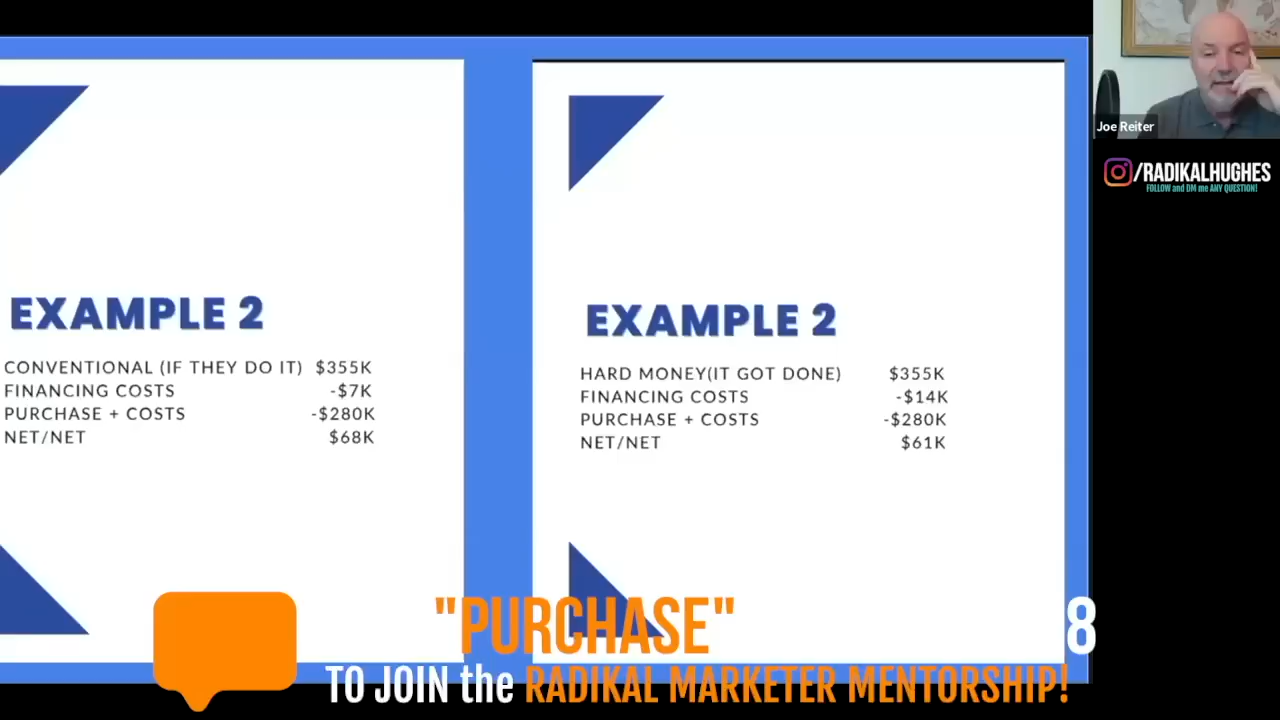 EXAMPLE 2
CONVENTIONAL (IF THEY DO IT) $355K
FINANCING COSTS -$7K
PURCHASE + COSTS -$280K
NET/NET $68K
EXAMPLE 2
HARD MONEY(IT GOT DONE) $355K
FINANCING COSTS -$14K
PURCHASE + COSTS -$280K
NET/NET $61K
Joe Reiter
/RADIKALHUGHES
FOLLOW and DM me ANY QUESTION!
"PURCHASE" 8
TO JOIN the RADIKAL MARKETER MENTORSHIP!